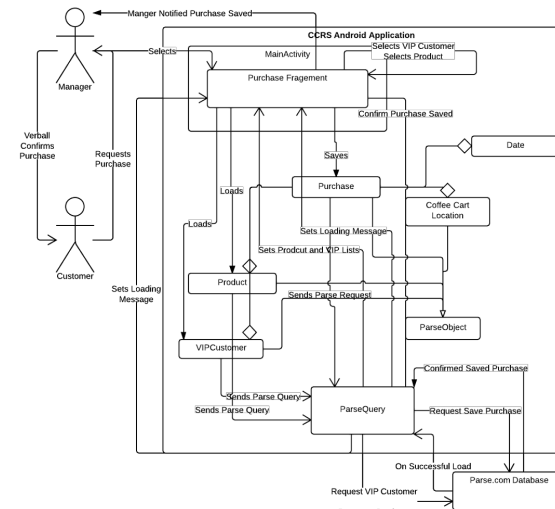 Manger Notified Purchase Saved
CCRS Android Application
Selects
MainActivity
Selects VIP Customer
Selects Product
Purchase Fragement
Manager
Confirm Purchase Saved
Verball
Confirms
Purchase
Requests
Purchase
Saves
Date
Loads
Purchase
Coffee Cart
Location
Loads
Sets Loading Message
Sets Prodcut and VIP Lists
Customer
Product
Sets Loading
Message
Sends Parse Request
ParseObject
VIPCustomer
Confirmed Saved Purchase
Sends Parse Query
Sends Parse Query
ParseQuery
Request Save Purchase
On Successful Load
Parse.com Database
Request VIP Customer